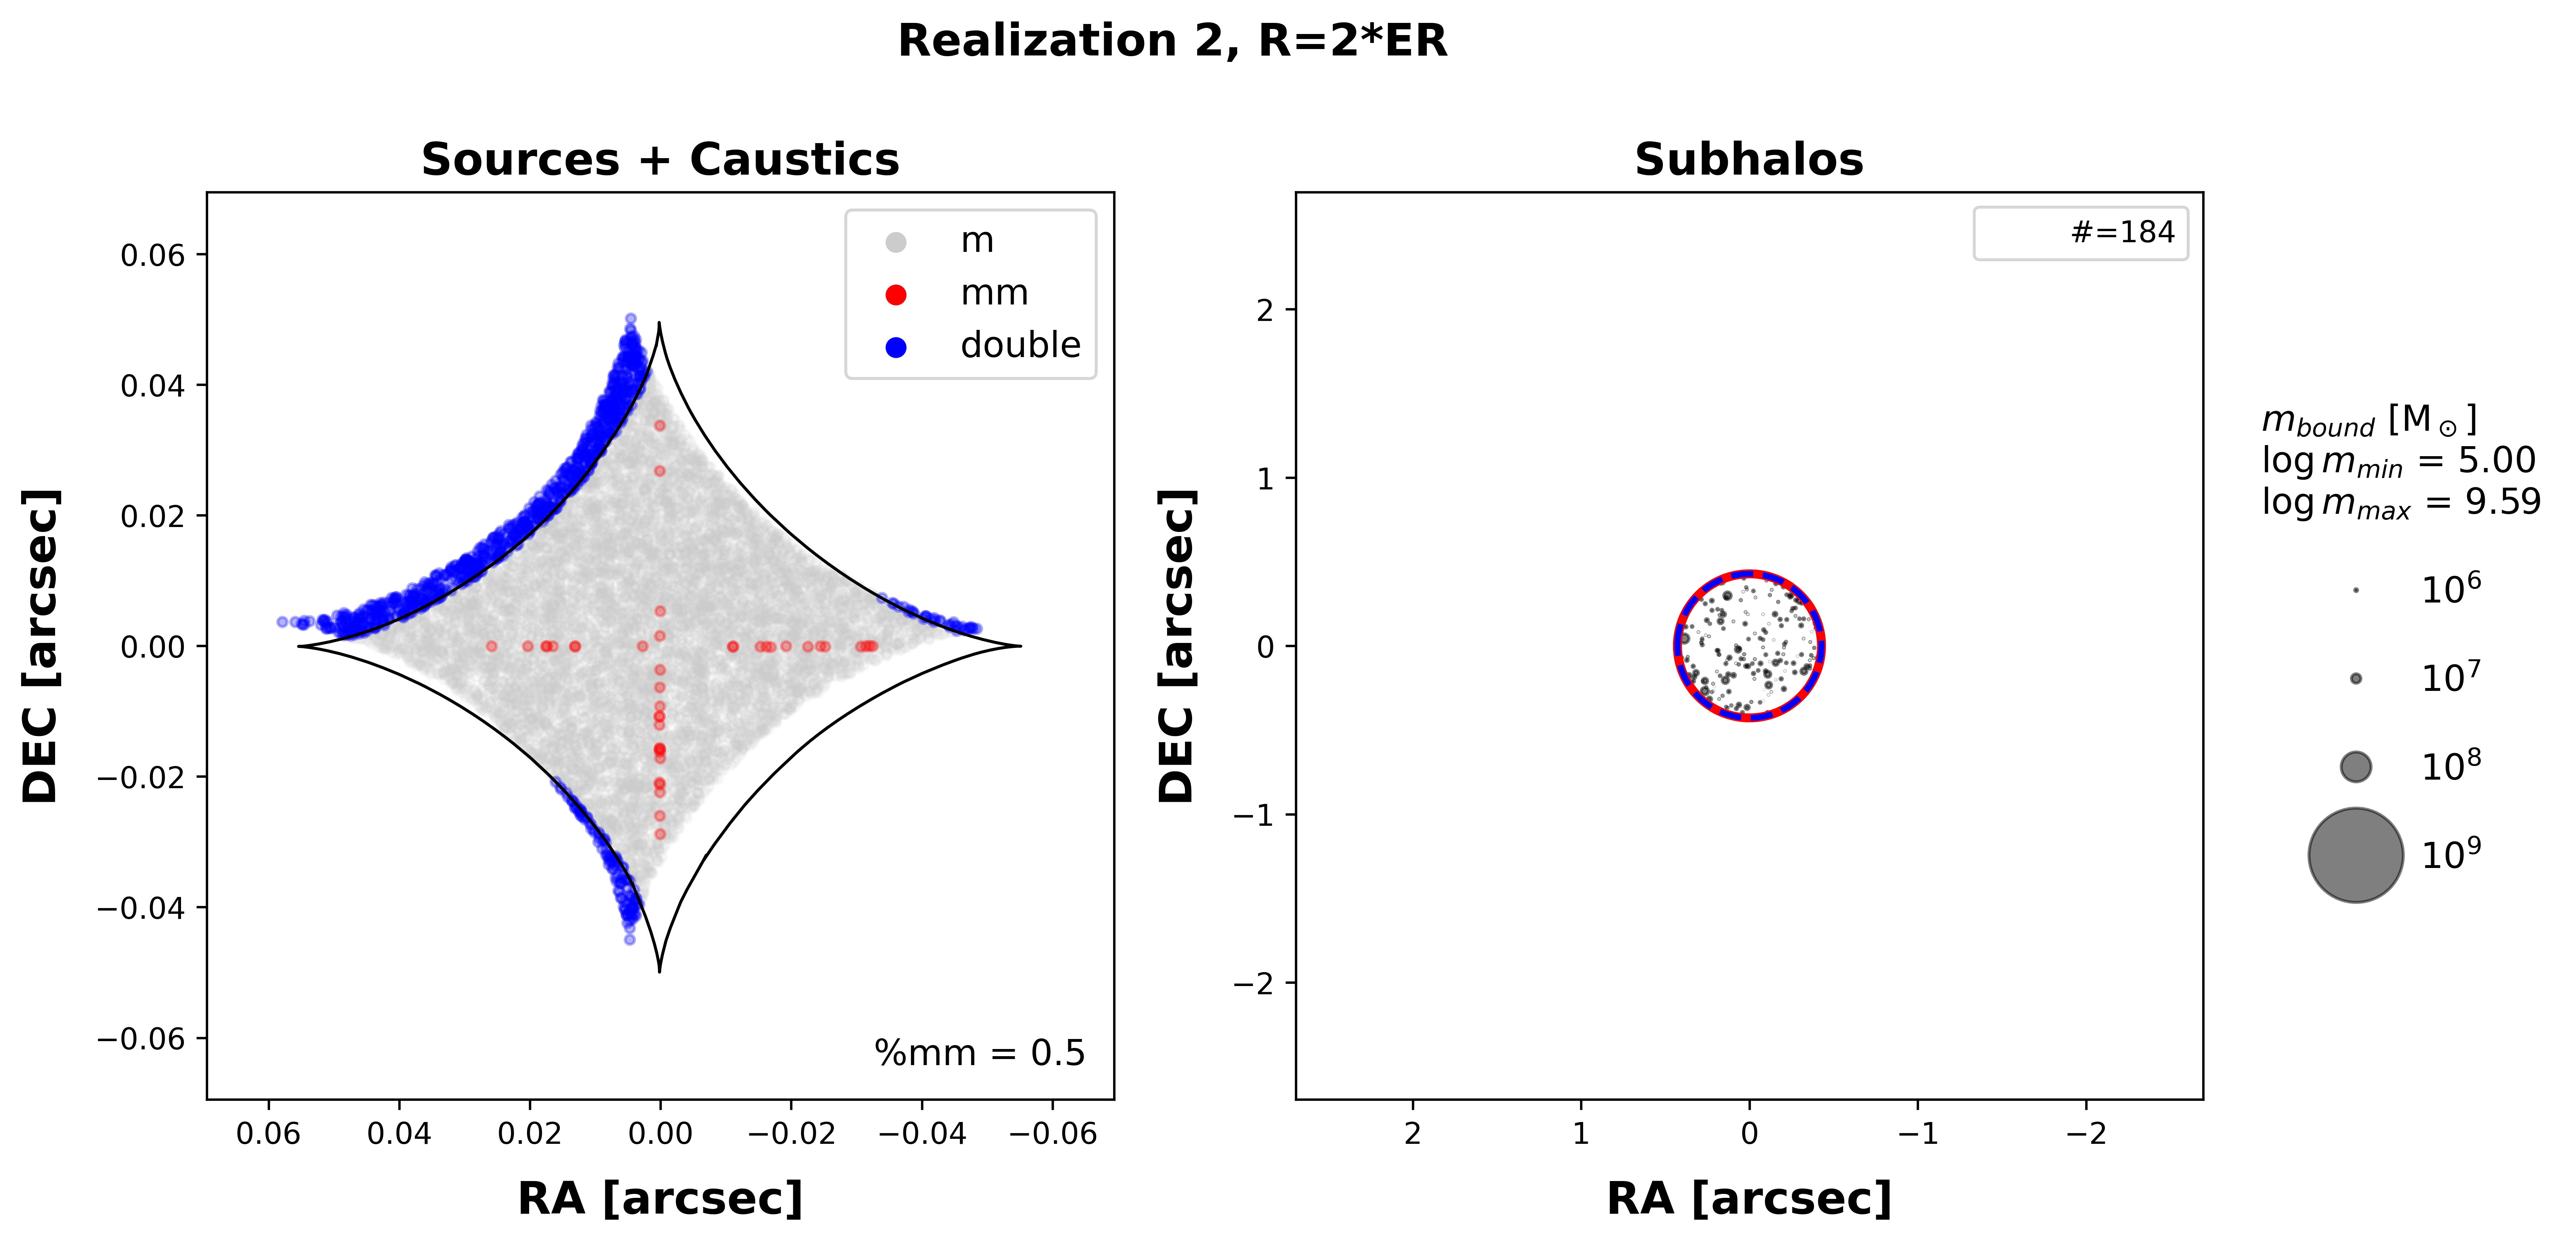 Realization 2, R=2*ER
Sources + Caustics
m
mm
double
%mm = 0.5
0.06
0.04
0.02
0.00
−0.02
−0.04
−0.06
0.06
0.04
0.02
0.00
−0.02
−0.04
−0.06
DEC [arcsec]
RA [arcsec]
Subhalos
#=184
2
1
0
−1
−2
2
1
0
−1
−2
DEC [arcsec]
RA [arcsec]
m_bound [M_⊙]
log m_min = 5.00
log m_max = 9.59
10^6
10^7
10^8
10^9